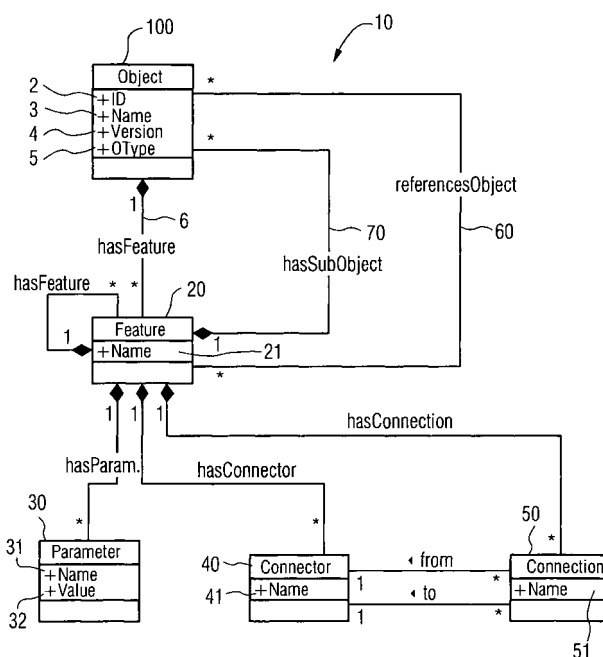 100
10
Object
*
2
+ID
3
+Name
4
+Version
*
5
+OType
referencesObject
1
6
70
60
hasFeature
hasSubObject
hasFeature
*
*
20
Feature
1
1
+Name
21
*
1
1
1
hasConnection
hasParam.
hasConnector
30
*
*
50
*
31
Parameter
40
Connector
from
Connection
+Name
41
+Name
1
*
+Name
32
+Value
to
1
*
51